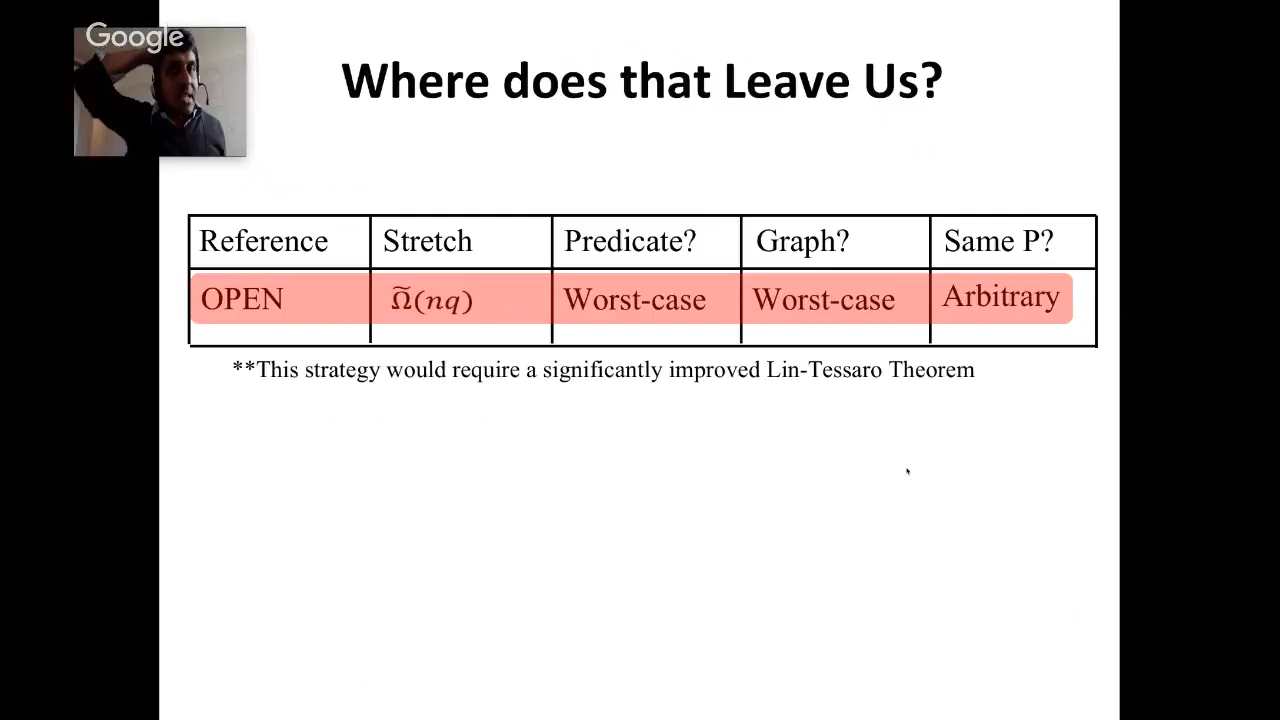 Google
Where does that Leave Us?
Reference Stretch Predicate? Graph? Same P?
OPEN Ω̃(nq) Worst-case Worst-case Arbitrary
**This strategy would require a significantly improved Lin-Tessaro Theorem